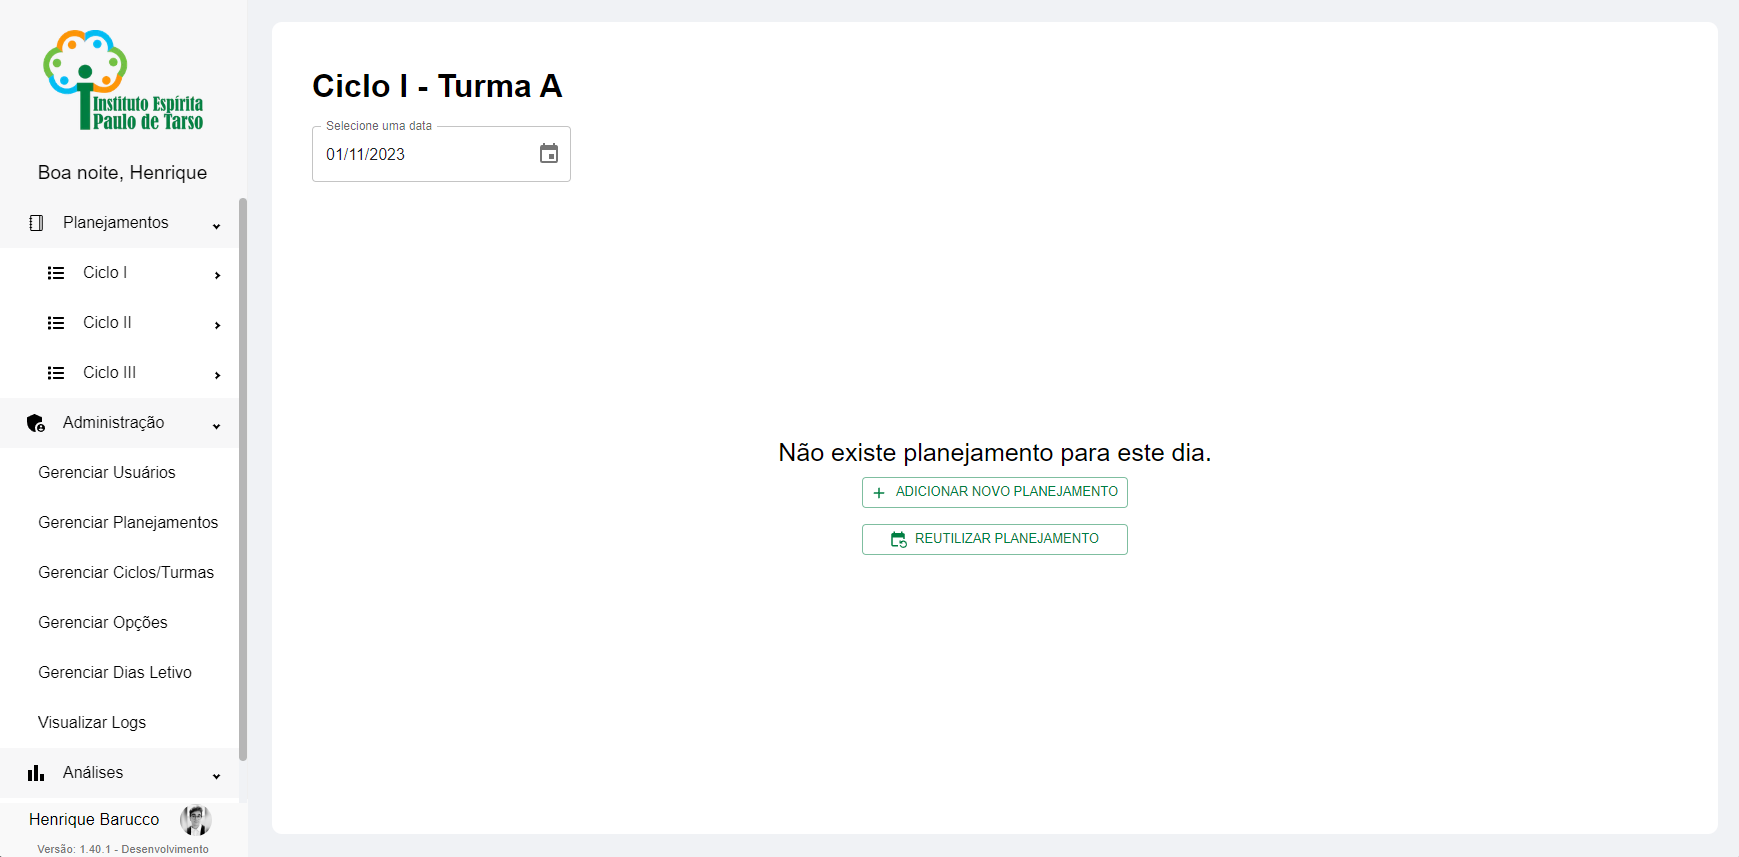 Instituto Espírita
Paulo de Tarso
Boa noite, Henrique
Planejamentos
Ciclo I
Ciclo II
Ciclo III
Administração
Gerenciar Usuários
Gerenciar Planejamentos
Gerenciar Ciclos/Turmas
Gerenciar Opções
Gerenciar Dias Letivo
Visualizar Logs
Análises
Henrique Barucco
Versão: 1.40.1 - Desenvolvimento
Ciclo I - Turma A
Selecione uma data
01/11/2023
Não existe planejamento para este dia.
ADICIONAR NOVO PLANEJAMENTO
REUTILIZAR PLANEJAMENTO